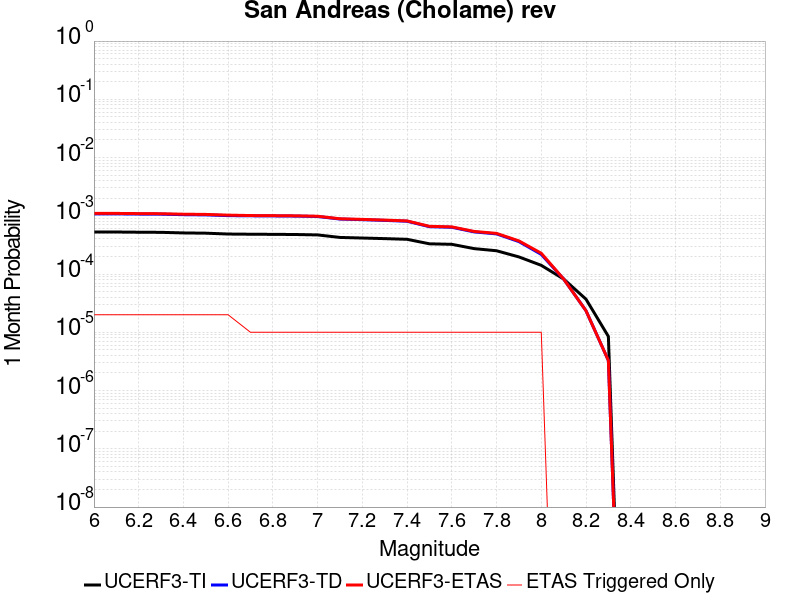 San Andreas (Cholame) rev
10^0
10^-1
10^-2
10^-3
10^-4
10^-5
10^-6
10^-7
10^-8
1 Month Probability
6 6.2 6.4 6.6 6.8 7 7.2 7.4 7.6 7.8 8 8.2 8.4 8.6 8.8 9
Magnitude
UCERF3-TI UCERF3-TD UCERF3-ETAS ETAS Triggered Only